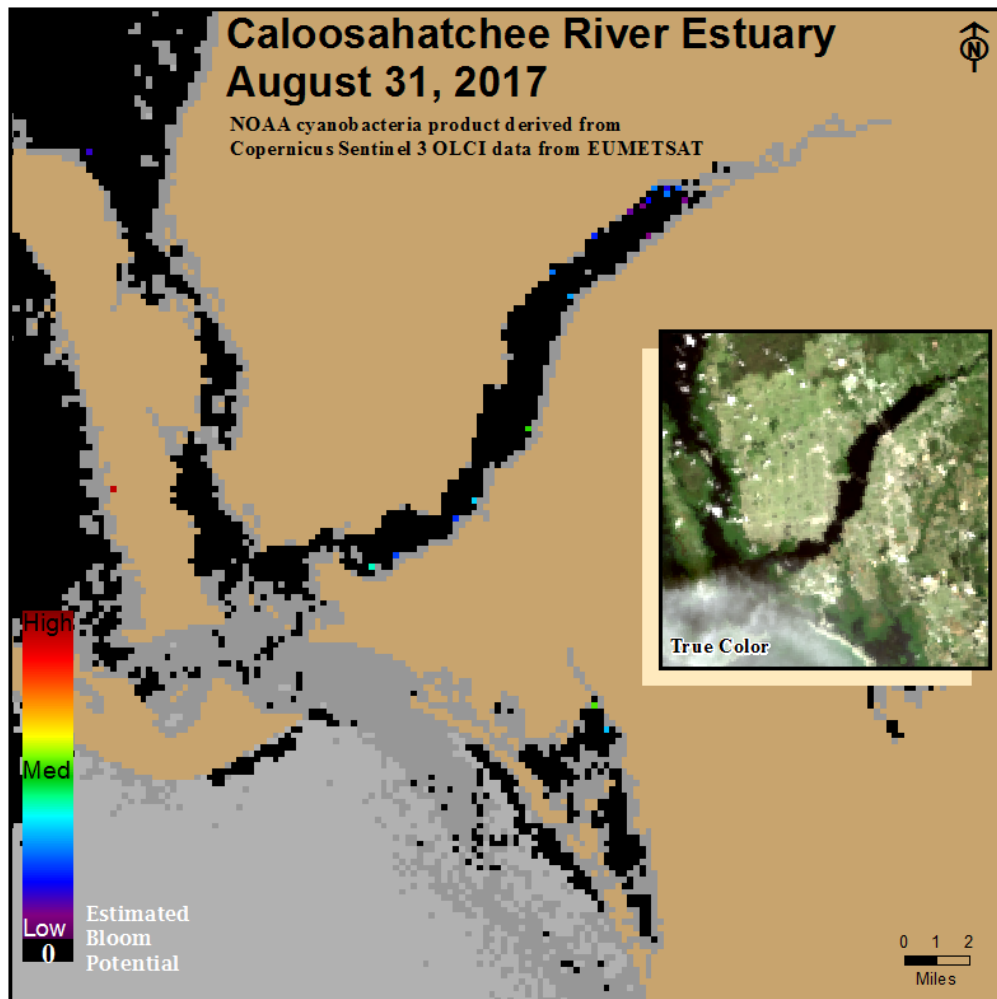 Caloosahatchee River Estuary
August 31, 2017
N
NOAA cyanobacteria product derived from
Copernicus Sentinel 3 OLCI data from EUMETSAT
True Color
High
Med
Low
0
Estimated
Bloom
Potential
0 1 2
Miles